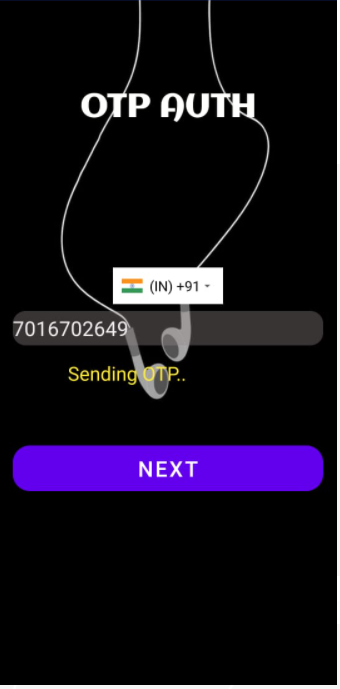 OTP AUTH
(IN) +91
7016702649
Sending OTP..
NEXT